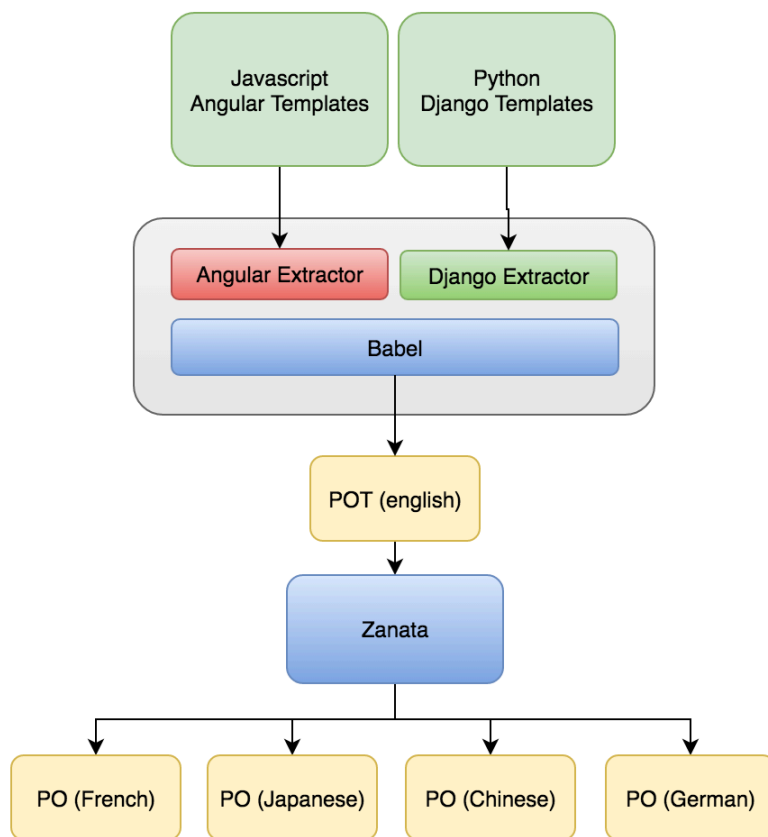 Javascript
Angular Templates
Python
Django Templates
Angular Extractor
Django Extractor
Babel
POT (english)
Zanata
PO (French)
PO (Japanese)
PO (Chinese)
PO (German)